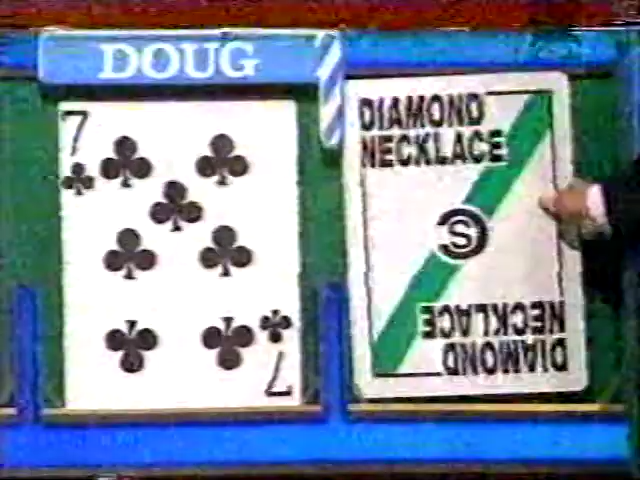 DOUG
7
DIAMOND
NECKLACE
S
DIAMOND
NECKLACE
7